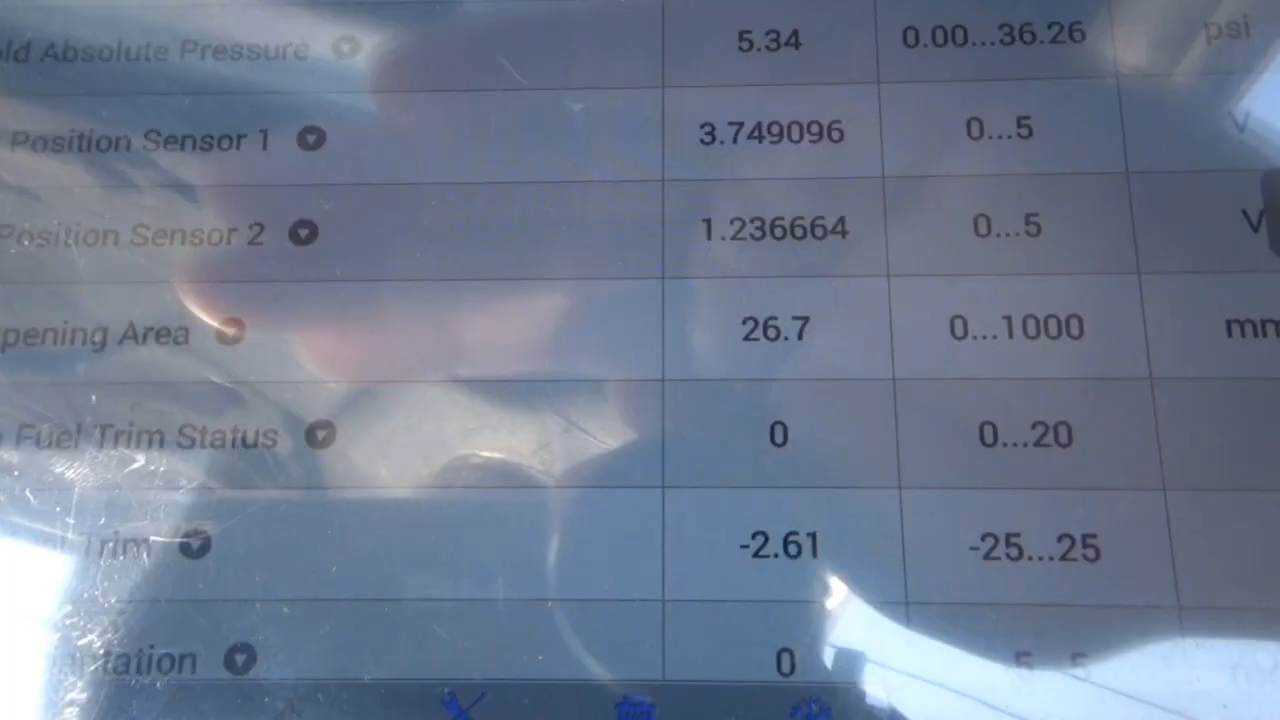 ld Absolute Pressure 5.34 0.00...36.26 psi
Position Sensor 1 3.749096 0...5 V
Position Sensor 2 1.236664 0...5 V
pening Area 26.7 0...1000 mm
Fuel Trim Status 0 0...20
Trim -2.61 -25...25
tation 0